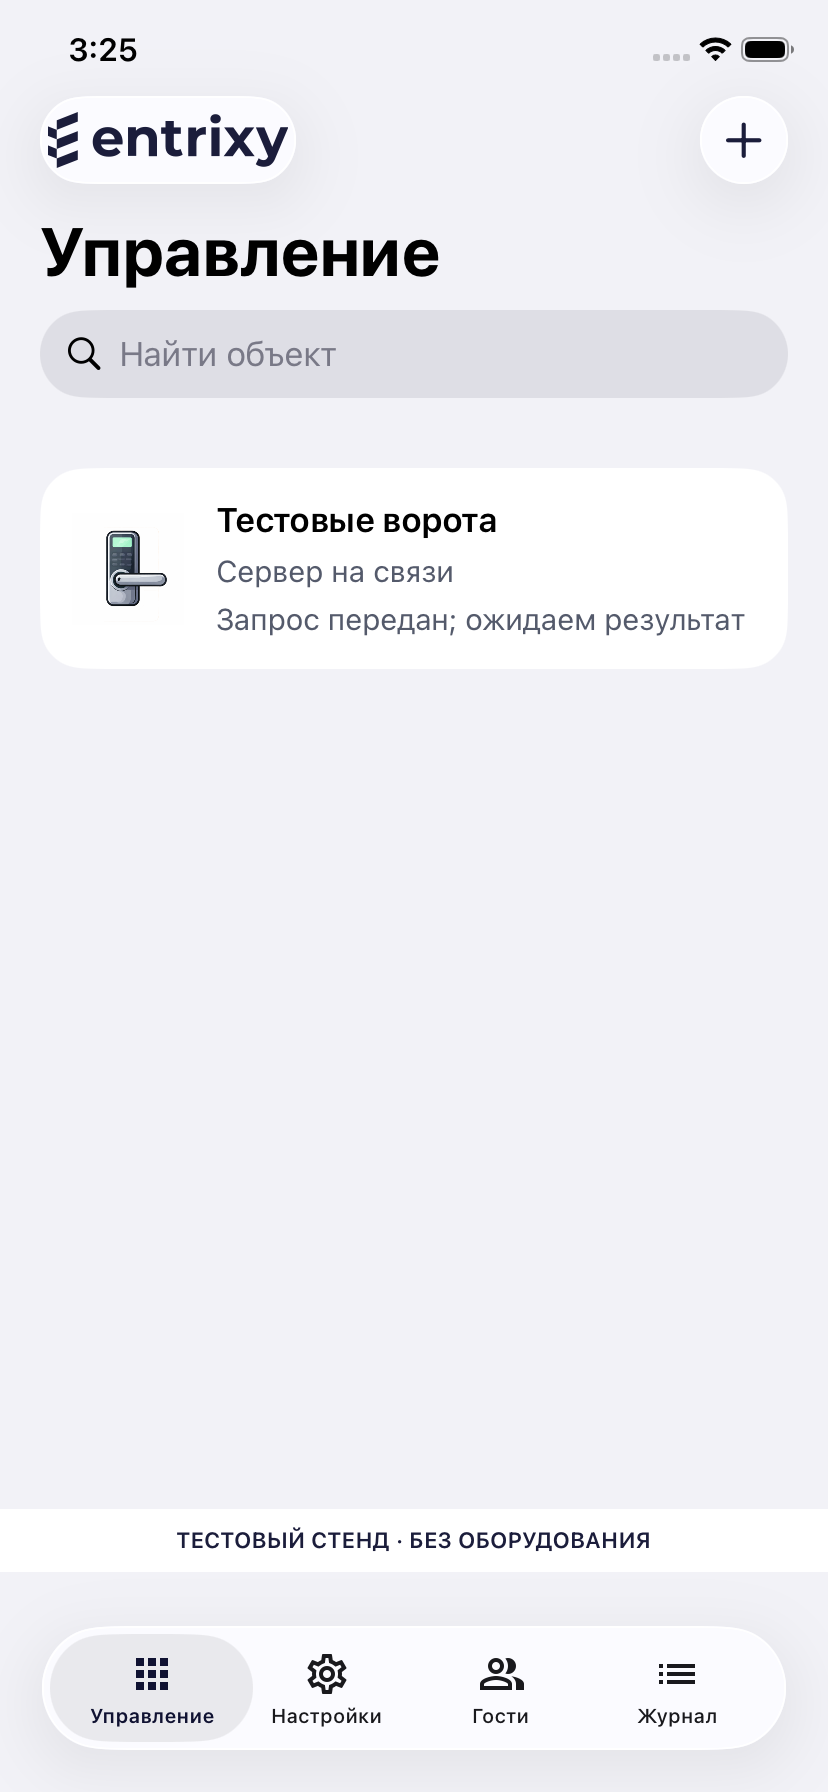 3:25
entrixy
Управление
Найти объект
Тестовые ворота
Сервер на связи
Запрос передан; ожидаем результат
ТЕСТОВЫЙ СТЕНД · БЕЗ ОБОРУДОВАНИЯ
Управление
Настройки
Гости
Журнал